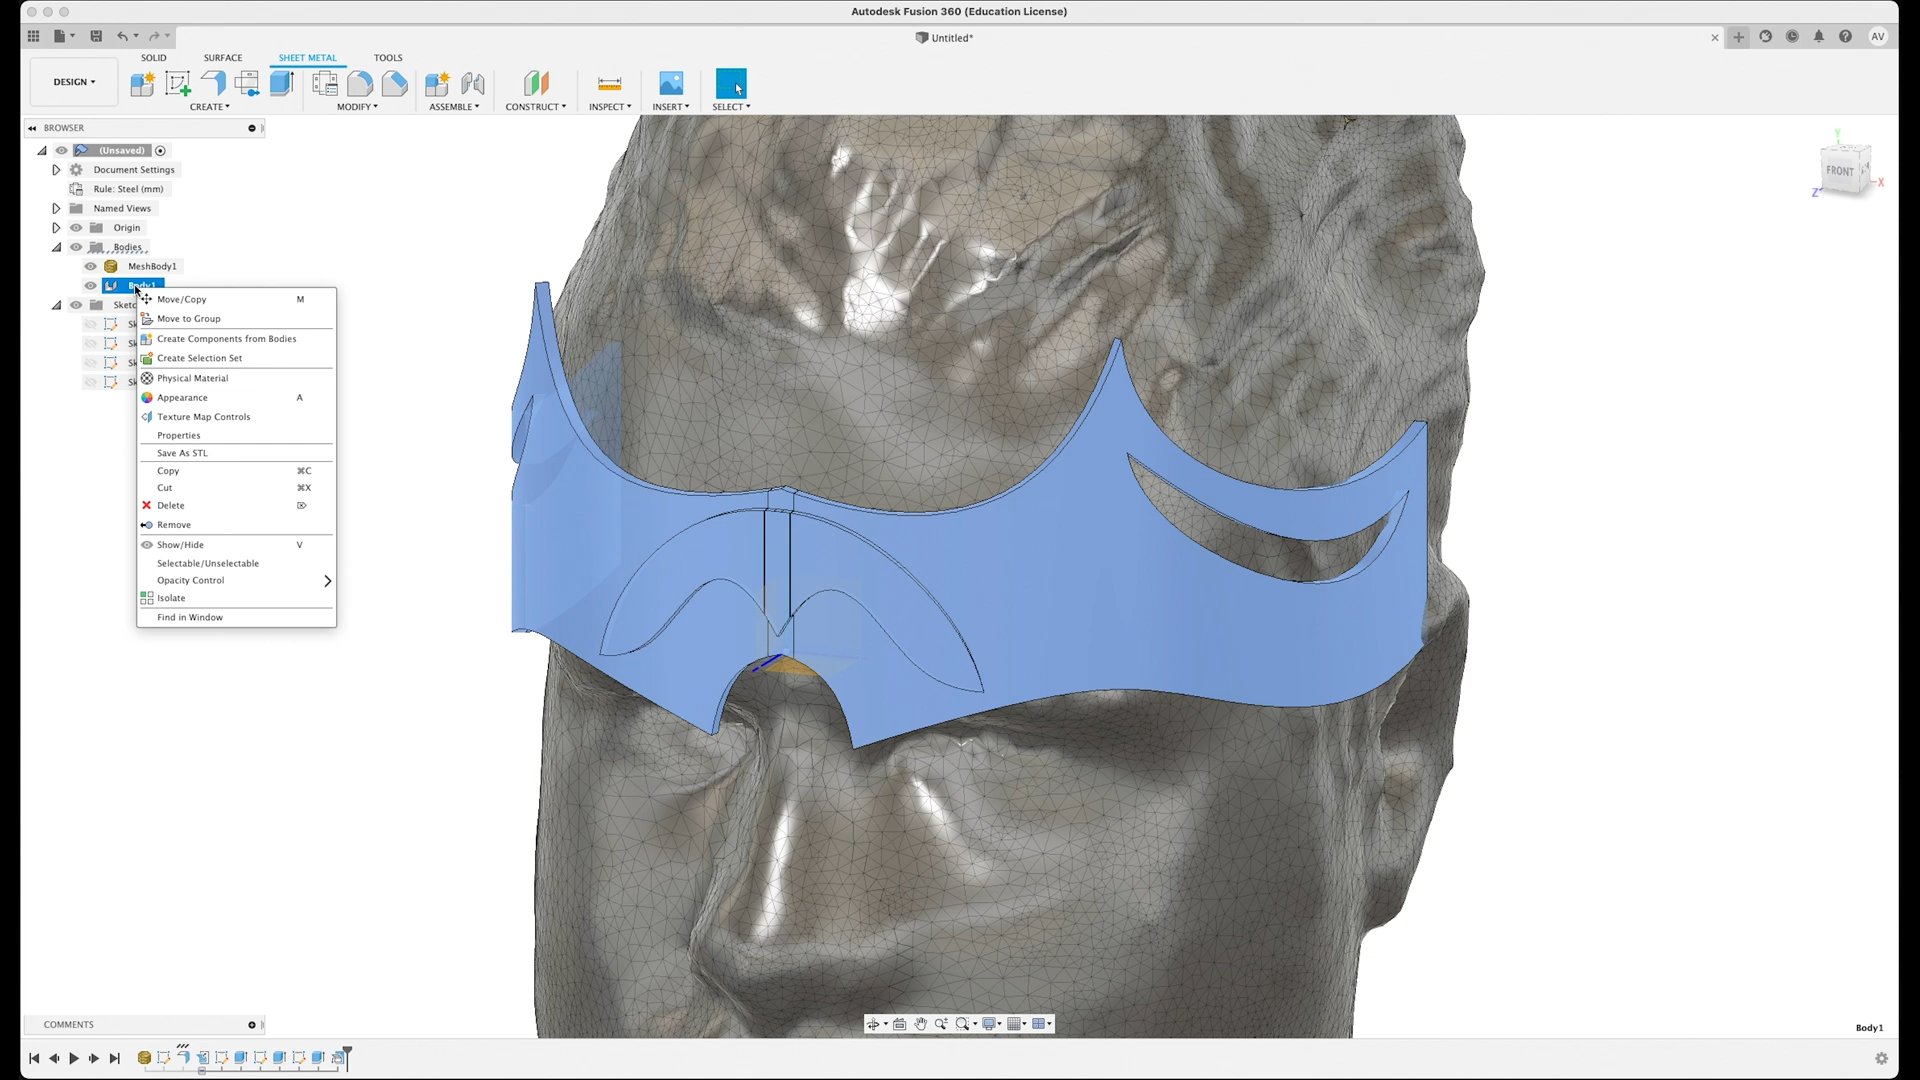 Autodesk Fusion 360 (Education License)
Untitled*
AV
DESIGN
SOLID SURFACE SHEET METAL TOOLS
CREATE MODIFY ASSEMBLE CONSTRUCT INSPECT INSERT SELECT
BROWSER
(Unsaved)
Document Settings
Rule: Steel (mm)
Named Views
Origin
Bodies
MeshBody1
Move/Copy M
Move to Group
Create Components from Bodies
Create Selection Set
Physical Material
Appearance A
Texture Map Controls
Properties
Save As STL
Copy ⌘C
Cut ⌘X
Delete ⌦
Remove
Show/Hide V
Selectable/Unselectable
Opacity Control
Isolate
Find in Window
Y
FRONT
X
Z
COMMENTS
Body1